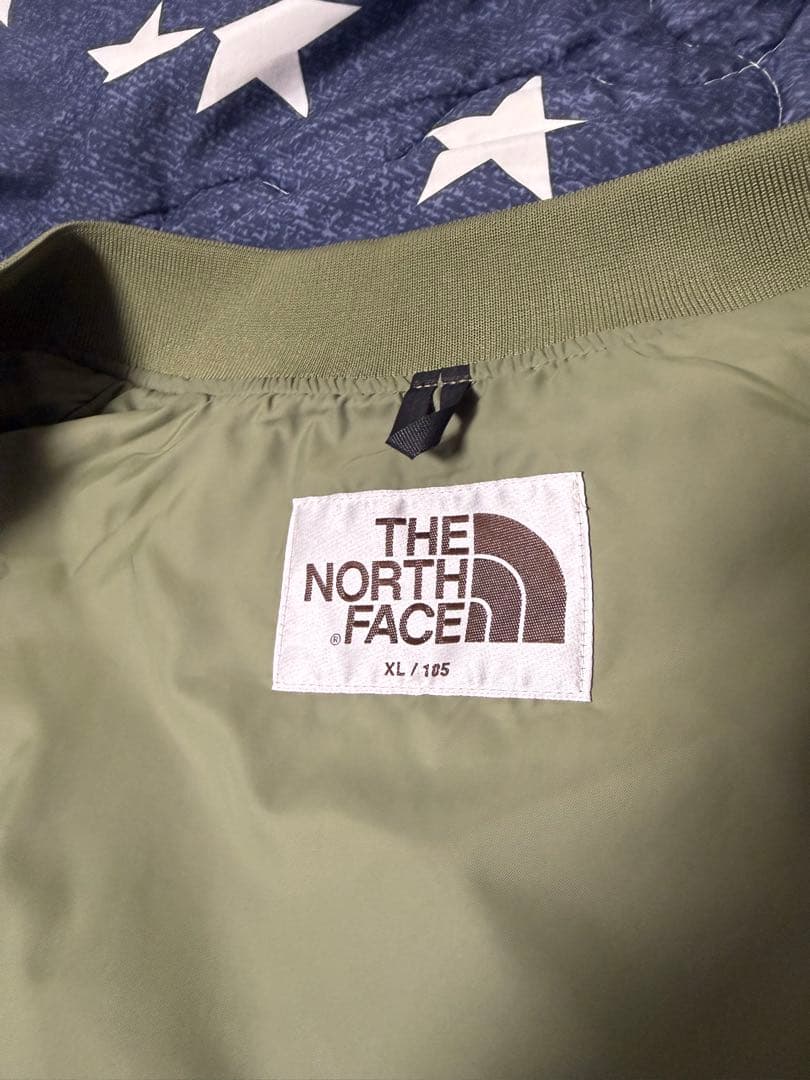 THE
NORTH
® FACE
XL / 105